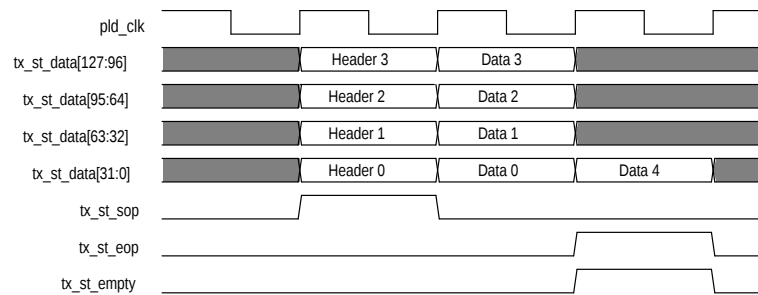 pld_clk
tx_st_data[127:96] Header 3 Data 3
tx_st_data[95:64] Header 2 Data 2
tx_st_data[63:32] Header 1 Data 1
tx_st_data[31:0] Header 0 Data 0 Data 4
tx_st_sop
tx_st_eop
tx_st_empty